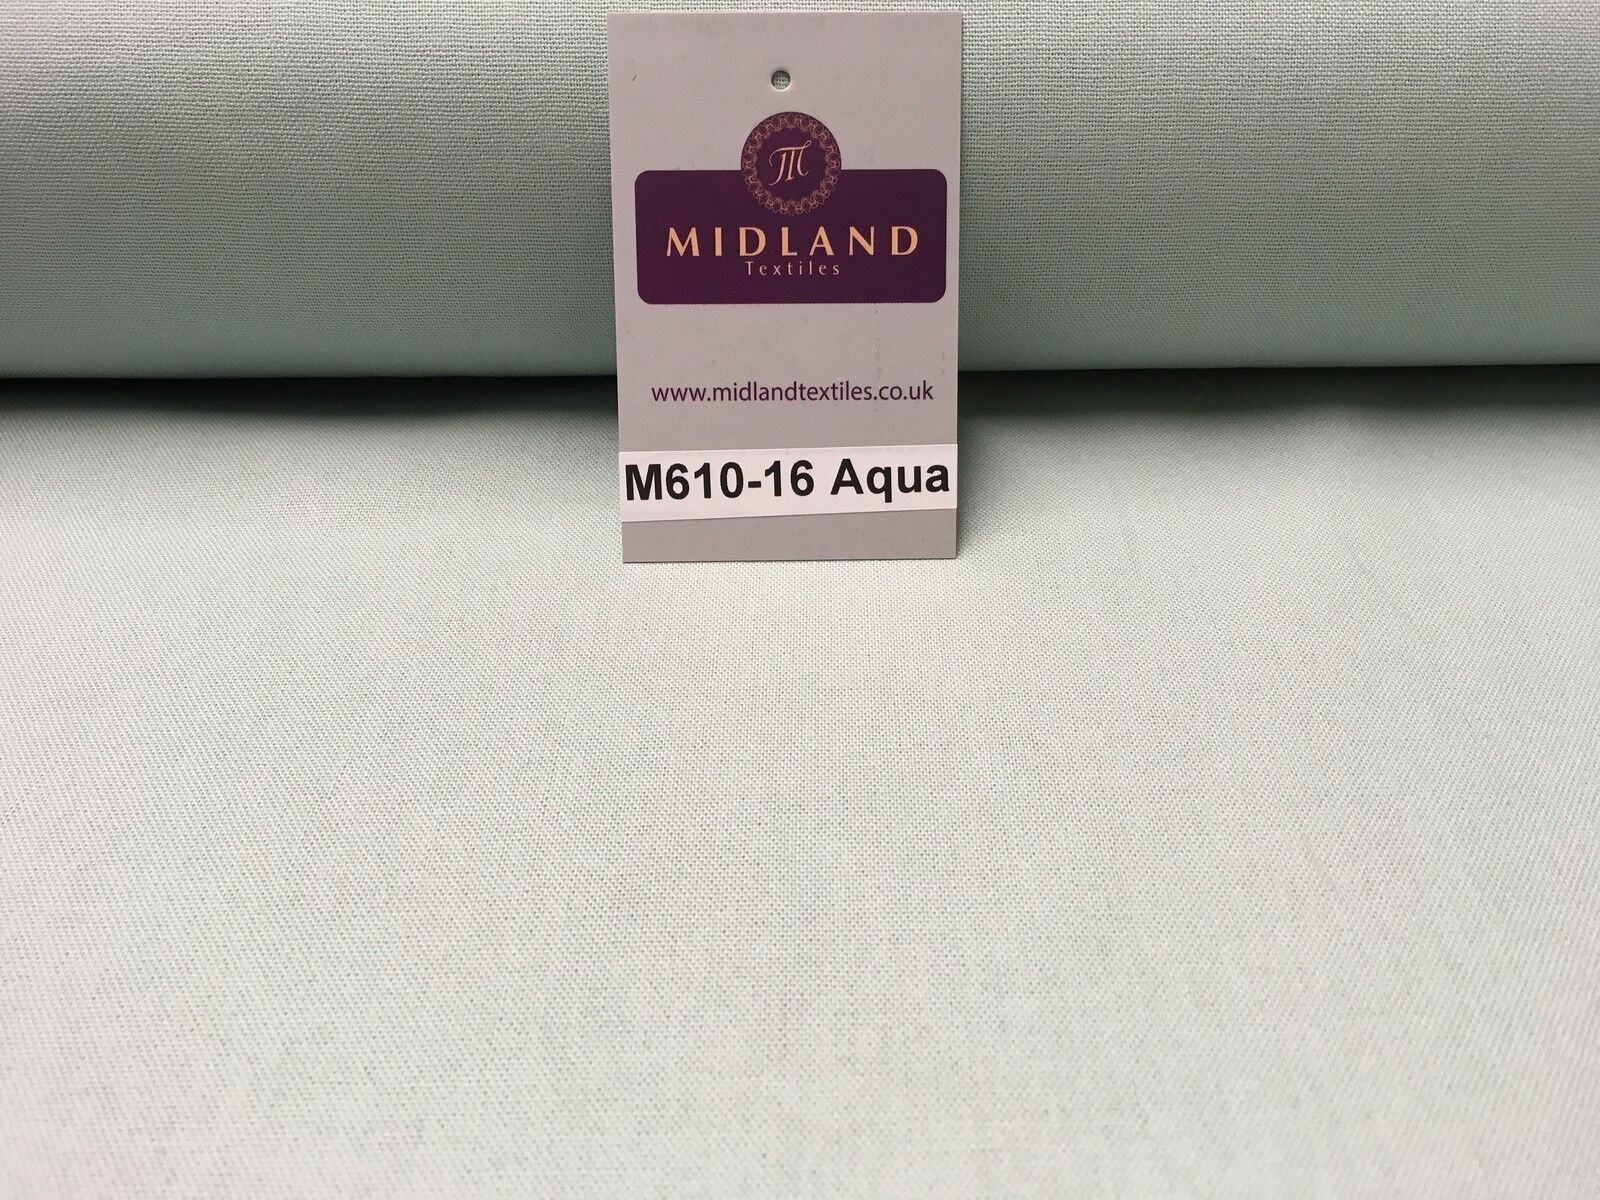 M
MIDLAND
Textiles
www.midlandtextiles.co.uk
M610-16 Aqua